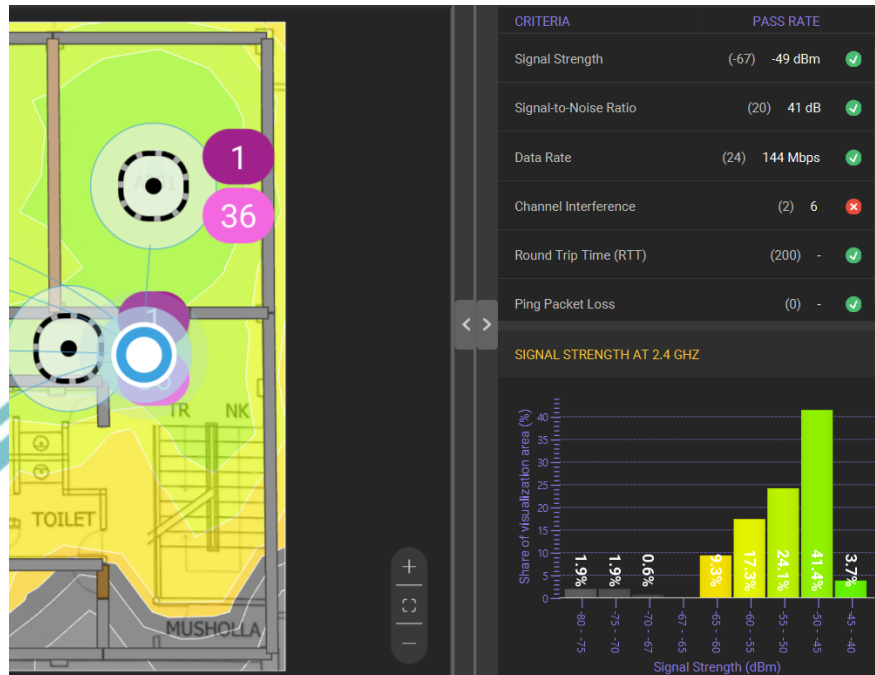 1
36
1
TR NK
TOILET
MUSHOLLA
CRITERIA PASS RATE
Signal Strength (-67) -49 dBm
Signal-to-Noise Ratio (20) 41 dB
Data Rate (24) 144 Mbps
Channel Interference (2) 6
Round Trip Time (RTT) (200) -
Ping Packet Loss (0) -
SIGNAL STRENGTH AT 2.4 GHZ
Share of visualization area (%)
40
35
30
25
20
15
10
5
0
1.9% 1.9% 0.6% 9.3% 17.3% 24.1% 41.4% 3.7%
-80 - -75 -75 - -70 -70 - -67 -67 - -65 -65 - -60 -60 - -55 -55 - -50 -50 - -45 -45 - -40
Signal Strength (dBm)